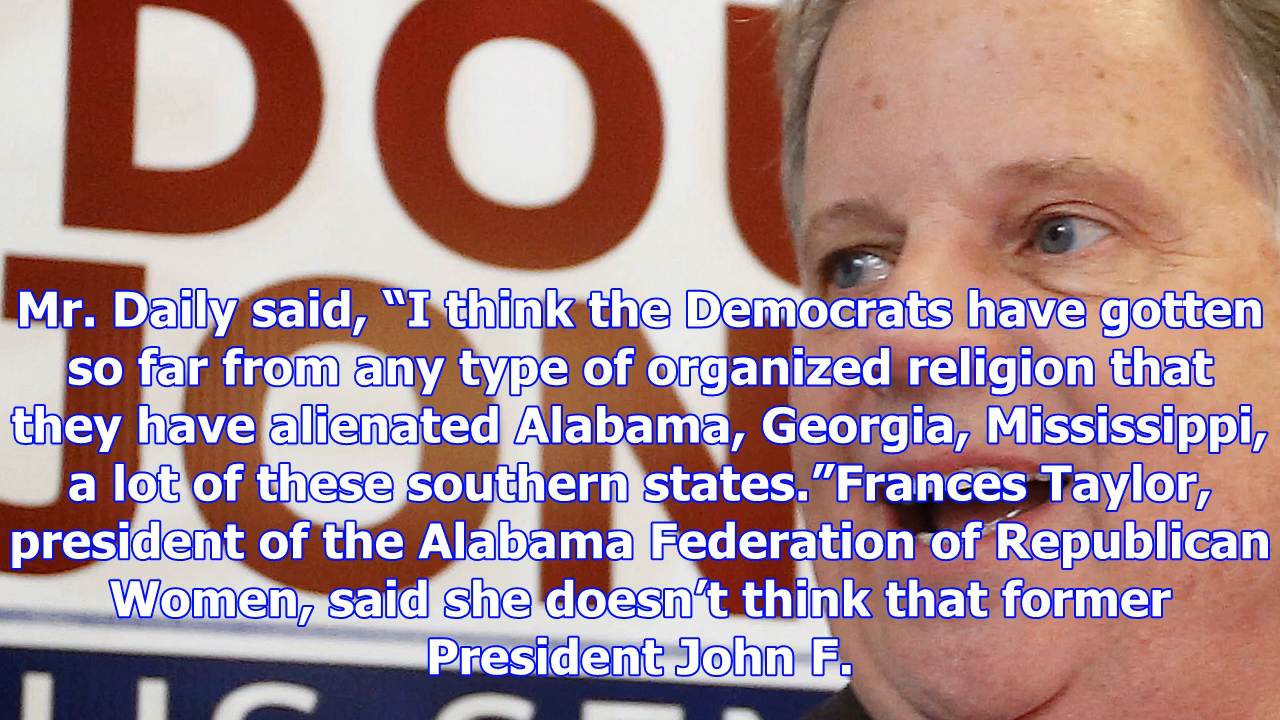 DOU
JON
Mr. Daily said, “I think the Democrats have gotten
so far from any type of organized religion that
they have alienated Alabama, Georgia, Mississippi,
a lot of these southern states.”Frances Taylor,
president of the Alabama Federation of Republican
Women, said she doesn’t think that former
President John F.
US SEN